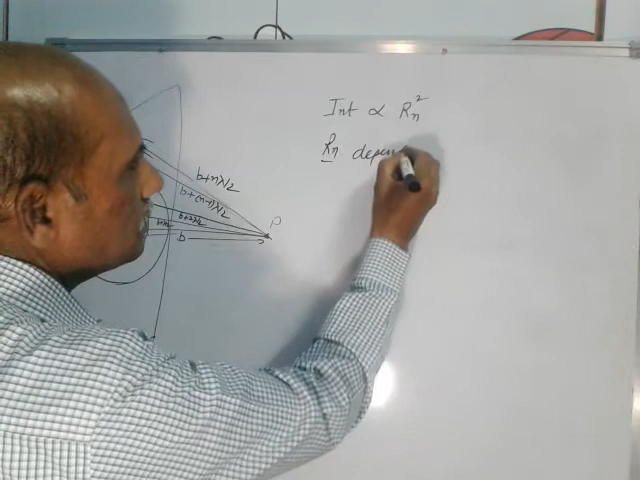 Int ∝ Rₙ²
Rₙ depen
b+nλ/2
b+(n-1)λ/2
b+2λ/2
P
b